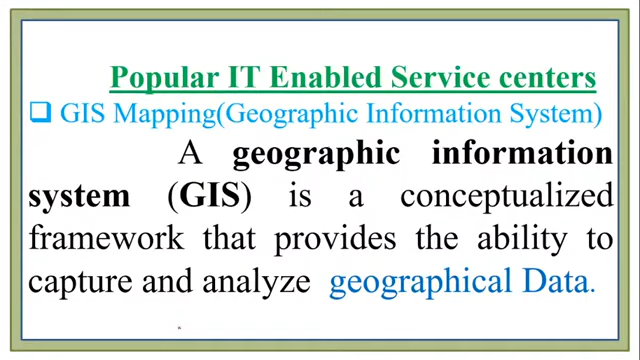 Popular IT Enabled Service centers
❑ GIS Mapping(Geographic Information System)
A geographic information
system (GIS) is a conceptualized
framework that provides the ability to
capture and analyze geographical Data.